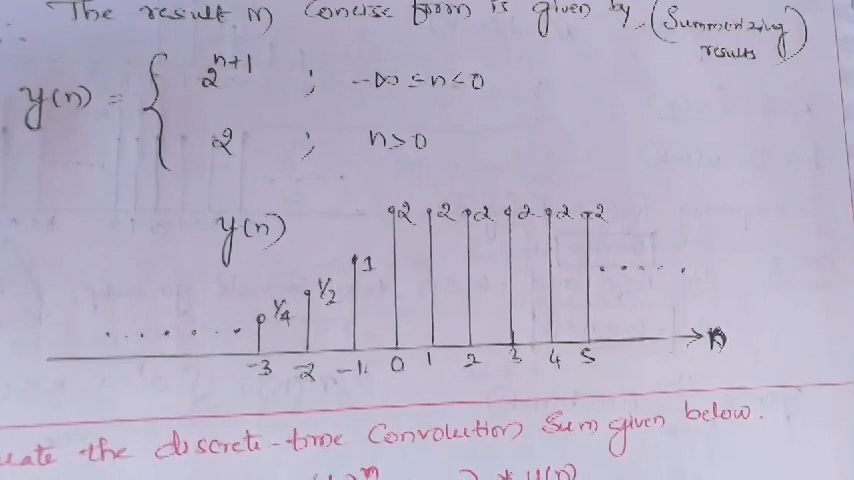 The result in concise form is given by. (Summerizing
results)
y(n) = { 2^{n+1} ; -∞ ≤ n ≤ 0
2 ; n > 0
y(n)
1/4 1/2 1 2 2 2 2 2 2
-3 -2 -1 0 1 2 3 4 5 n
the discrete-time Convolution Sum given below.